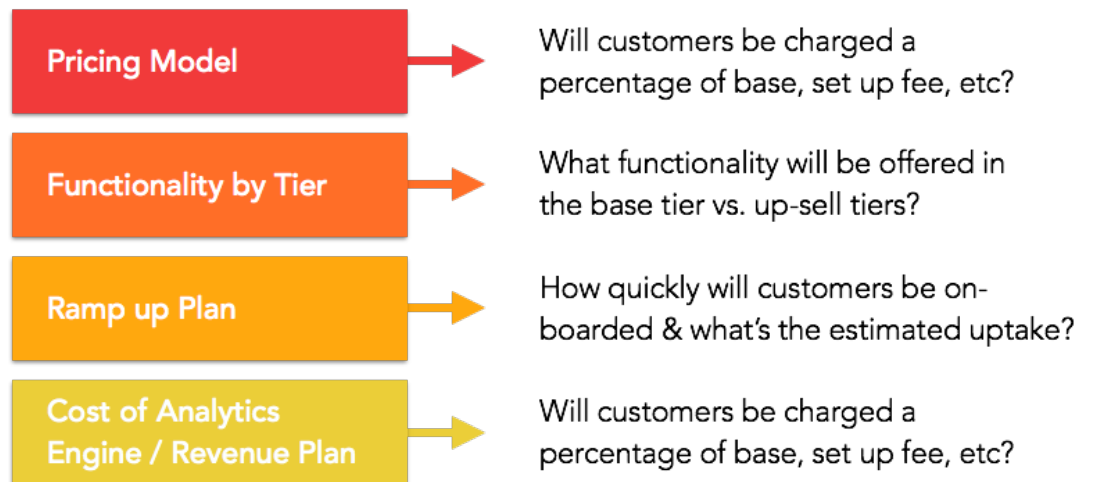 Pricing Model
Will customers be charged a
percentage of base, set up fee, etc?
Functionality by Tier
What functionality will be offered in
the base tier vs. up-sell tiers?
Ramp up Plan
How quickly will customers be on-
boarded & what's the estimated uptake?
Cost of Analytics
Engine / Revenue Plan
Will customers be charged a
percentage of base, set up fee, etc?